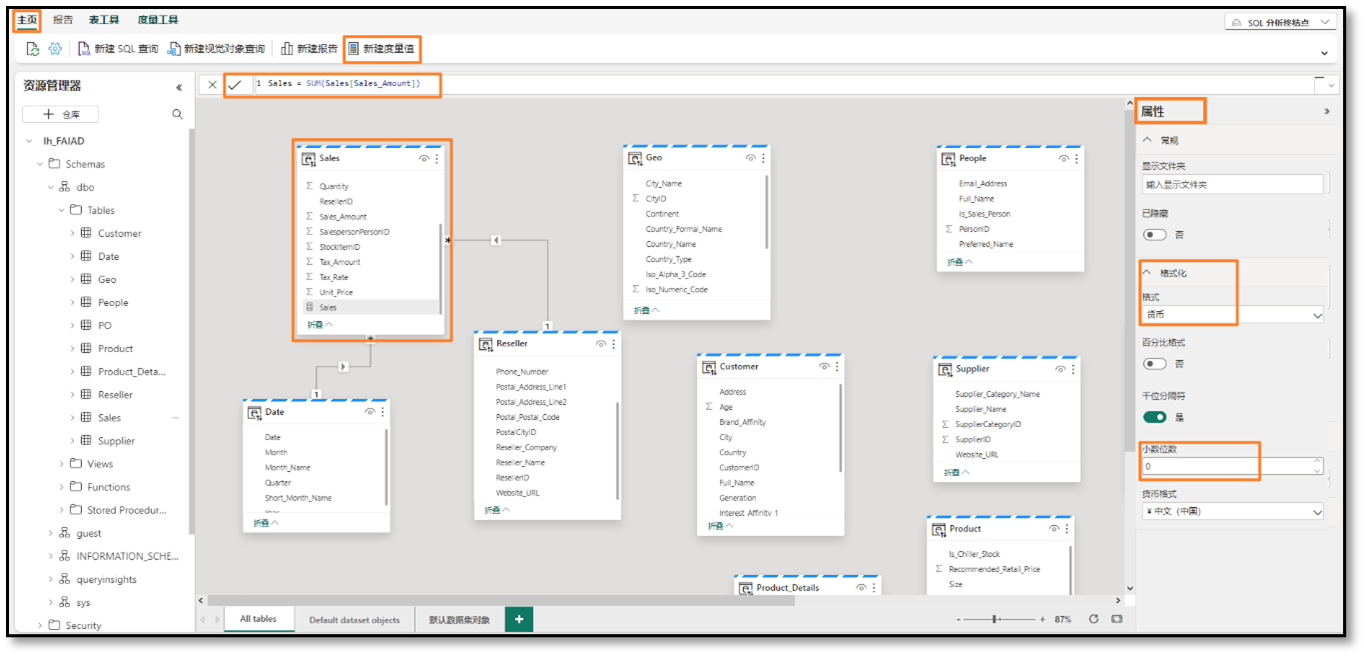 主页 报告 表工具 度量工具
SQL 分析终结点
新建 SQL 查询 新建视觉对象查询 新建报告 新建度量值
资源管理器
仓库
1 Sales = SUM(Sales[Sales_Amount])
lh_FAIAD
Schemas
dbo
Tables
Customer
Date
Geo
People
PO
Product
Product_Deta...
Reseller
Sales
Supplier
Views
Functions
Stored Procedur...
guest
INFORMATION_SCHE...
queryinsights
sys
Security
Sales
Quantity
ResellerID
Sales_Amount
SalespersonPersonID
StockItemID
Tax_Amount
Tax_Rate
Unit_Price
Sales
折叠
Geo
City_Name
CityID
Continent
Country_Formal_Name
Country_Name
Country_Type
Iso_Alpha_3_Code
Iso_Numeric_Code
折叠
People
Email_Address
Full_Name
Is_Sales_Person
PersonID
Preferred_Name
折叠
1
1
Reseller
Phone_Number
Postal_Address_Line1
Postal_Address_Line2
Postal_Postal_Code
PostalCityID
Reseller_Company
Reseller_Name
ResellerID
Website_URL
折叠
Date
Date
Month
Month_Name
Quarter
Short_Month_Name
Year
折叠
Customer
Address
Age
Brand_Affinity
City
Country
CustomerID
Full_Name
Generation
Interest_Affinity_1
折叠
Supplier
Supplier_Category_Name
Supplier_Name
SupplierCategoryID
SupplierID
Website_URL
折叠
Product
Is_Chiller_Stock
Recommended_Retail_Price
Size
Product_Details
属性
常规
显示文件夹
输入显示文件夹
已隐藏
否
格式化
格式
货币
百分比格式
否
千位分隔符
是
小数位数
0
货币格式
¥ 中文 (中国)
All tables Default dataset objects 默认数据集对象 +
- + 87%